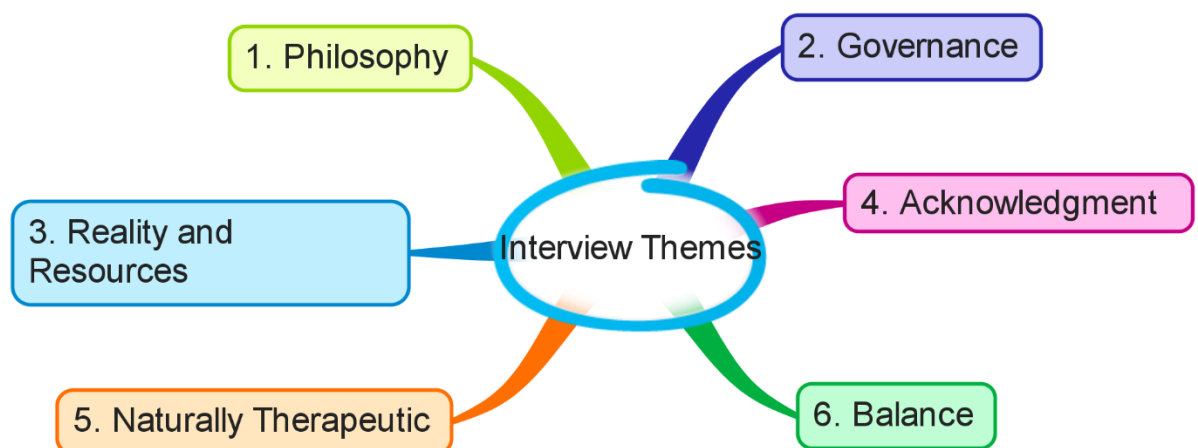 1. Philosophy
2. Governance
3. Reality and
Resources
4. Acknowledgment
Interview Themes
5. Naturally Therapeutic
6. Balance